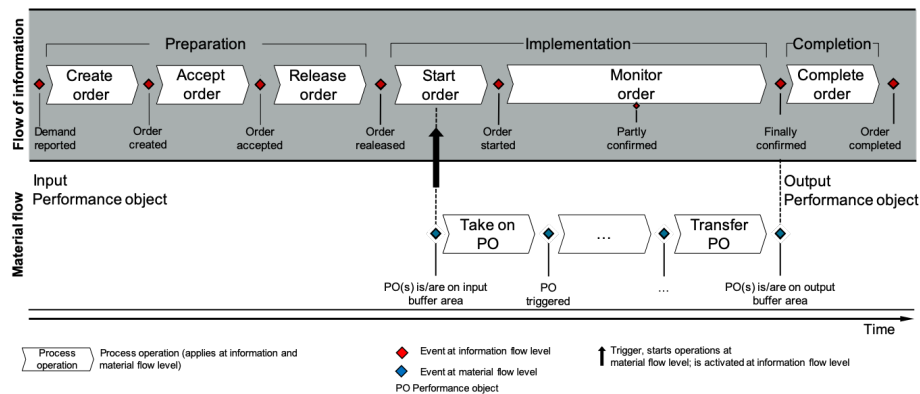 Flow of information
Preparation
Implementation
Completion
Create
order
Accept
order
Release
order
Start
order
Monitor
order
Complete
order
Demand
reported
Order
created
Order
accepted
Order
realeased
Order
started
Partly
confirmed
Finally
confirmed
Order
completed
Material flow
Input
Performance object
Output
Performance object
Take on
PO
...
Transfer
PO
PO(s) is/are on input
buffer area
PO
triggered
...
PO(s) is/are on output
buffer area
Time
Process
operation
Process operation (applies at information and
material flow level)
Event at information flow level
Event at material flow level
PO Performance object
Trigger, starts operations at
material flow level; is activated at information flow level